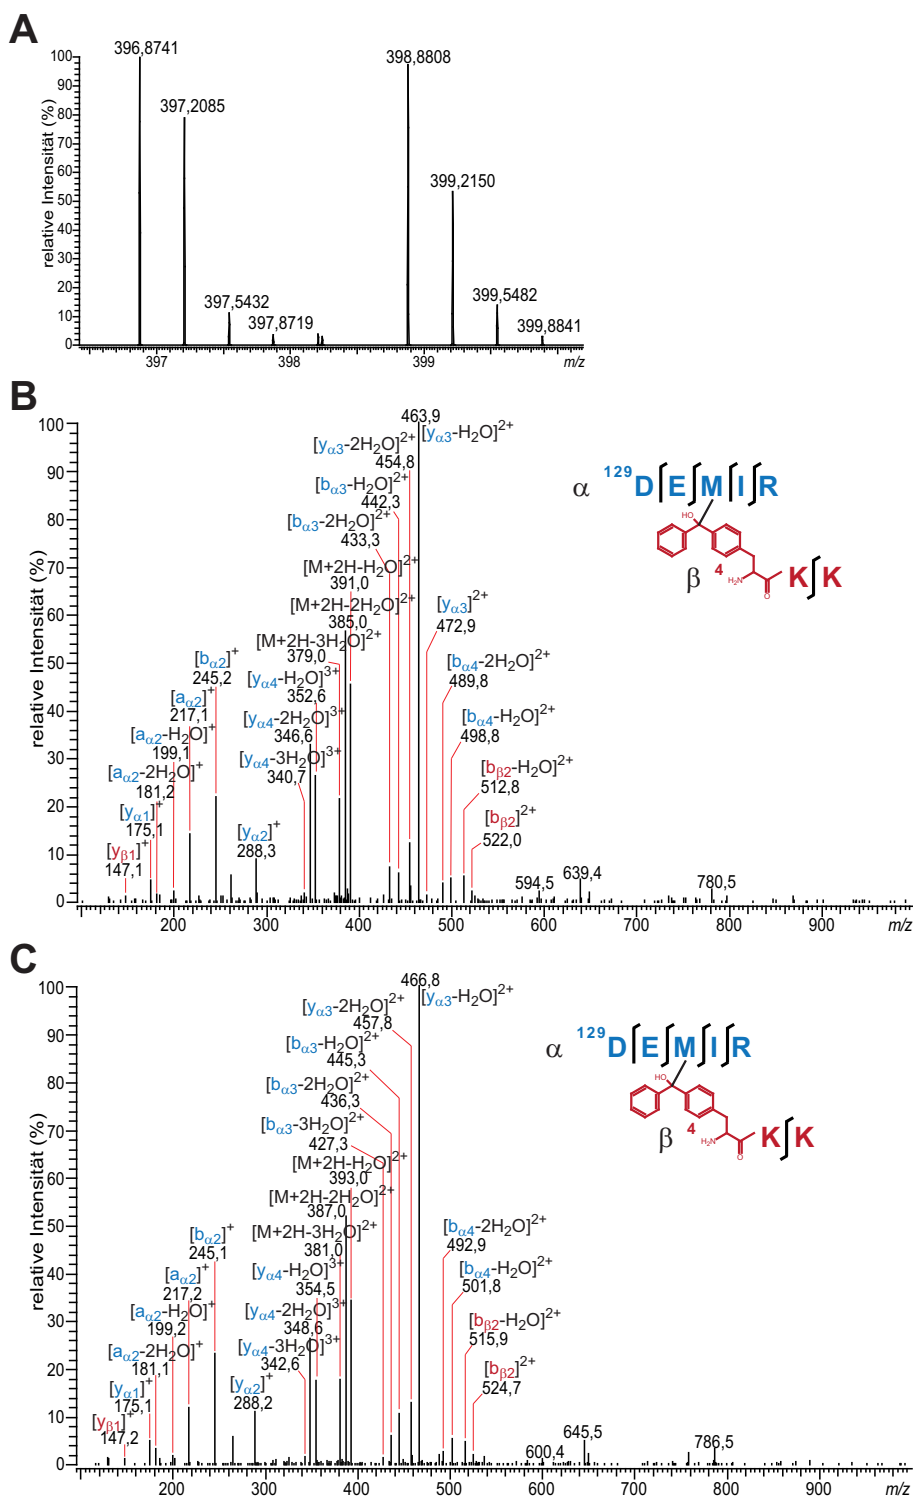 A
relative Intensität (%)
100
90
80
70
60
50
40
30
20
10
0
396,8741
397,2085
397,5432
397,8719
398,8808
399,2150
399,5482
399,8841
397
398
399
m/z
B
relative Intensität (%)
100
90
80
70
60
50
40
30
20
10
0
463,9
[yα3-H2O]2+
[yα3-2H2O]2+
454,8
[bα3-H2O]2+
442,3
[bα3-2H2O]2+
433,3
[M+2H-H2O]2+
391,0
[M+2H-2H2O]2+
385,0
[M+2H-3H2O]2+
379,0
[yα4-H2O]3+
352,6
[yα4-2H2O]3+
346,6
[yα4-3H2O]3+
340,7
[bα2]+
245,2
[aα2]+
217,1
[aα2-H2O]+
199,1
[aα2-2H2O]+
181,2
[yα1]+
175,1
[yβ1]+
147,1
[yα2]+
288,3
[yα3]2+
472,9
[bα4-2H2O]2+
489,8
[bα4-H2O]2+
498,8
[bβ2-H2O]2+
512,8
[bβ2]2+
522,0
594,5
639,4
780,5
α 129D E M I R
HO
β 4 H2N O K K
200
300
400
500
600
700
800
900
m/z
C
relative Intensität (%)
100
90
80
70
60
50
40
30
20
10
0
466,8
[yα3-H2O]2+
[yα3-2H2O]2+
457,8
[bα3-H2O]2+
445,3
[bα3-2H2O]2+
436,3
[bα3-3H2O]2+
427,3
[M+2H-H2O]2+
393,0
[M+2H-2H2O]2+
387,0
[M+2H-3H2O]2+
381,0
[yα4-H2O]3+
354,5
[yα4-2H2O]3+
348,6
[yα4-3H2O]3+
342,6
[bα2]+
245,1
[aα2]+
217,2
[aα2-H2O]+
199,2
[aα2-2H2O]+
181,1
[yα1]+
175,1
[yβ1]+
147,2
[yα2]+
288,2
[bα4-2H2O]2+
492,9
[bα4-H2O]2+
501,8
[bβ2-H2O]2+
515,9
[bβ2]2+
524,7
600,4
645,5
786,5
α 129D E M I R
HO
β 4 H2N O K K
200
300
400
500
600
700
800
900
m/z